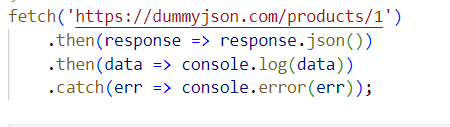 fetch('https://dummyjson.com/products/1')
    .then(response => response.json())
    .then(data => console.log(data))
    .catch(err => console.error(err));